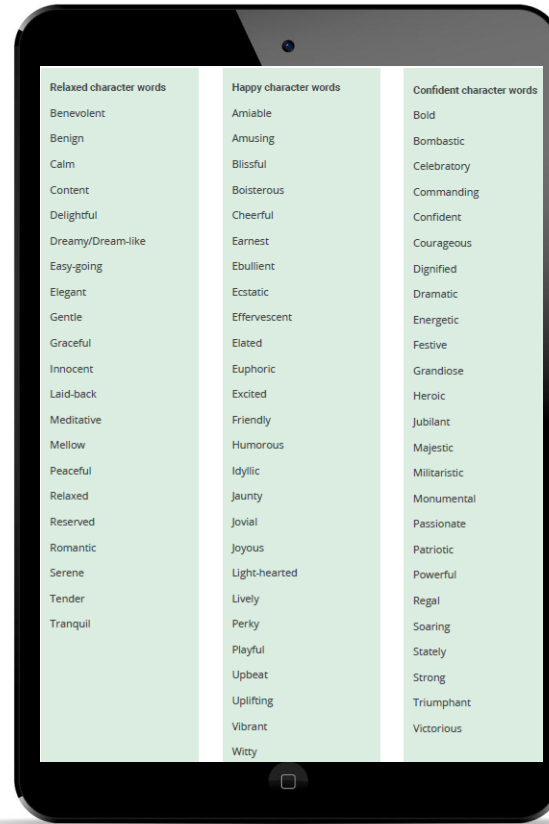 Relaxed character words
Benevolent
Benign
Calm
Content
Delightful
Dreamy/Dream-like
Easy-going
Elegant
Gentle
Graceful
Innocent
Laid-back
Meditative
Mellow
Peaceful
Relaxed
Reserved
Romantic
Serene
Tender
Tranquil
Happy character words
Amiable
Amusing
Blissful
Boisterous
Cheerful
Earnest
Ebullient
Ecstatic
Effervescent
Elated
Euphoric
Excited
Friendly
Humorous
Idyllic
Jaunty
Jovial
Joyous
Light-hearted
Lively
Perky
Playful
Upbeat
Uplifting
Vibrant
Witty
Confident character words
Bold
Bombastic
Celebratory
Commanding
Confident
Courageous
Dignified
Dramatic
Energetic
Festive
Grandiose
Heroic
Jubilant
Majestic
Militaristic
Monumental
Passionate
Patriotic
Powerful
Regal
Soaring
Stately
Strong
Triumphant
Victorious